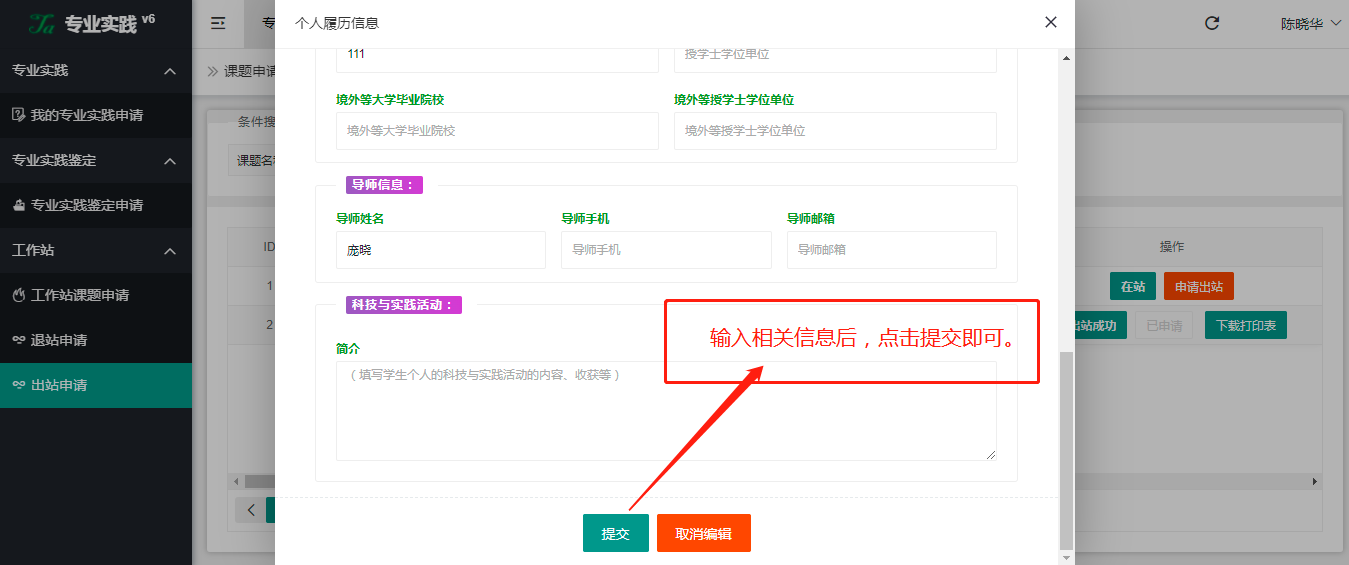 专业实践 v6
专业实践
我的专业实践申请
专业实践鉴定
专业实践鉴定申请
工作站
工作站课题申请
退站申请
出站申请
专
陈晓华
课题申请
条件搜
课题名称
ID
1
2
个人履历信息
111
授学士学位单位
境外等大学毕业院校
境外等授学士学位单位
境外等大学毕业院校
境外等授学士学位单位
导师信息：
导师姓名
导师手机
导师邮箱
庞晓
导师手机
导师邮箱
科技与实践活动：
输入相关信息后，点击提交即可。
简介
（填写学生个人的科技与实践活动的内容、收获等）
提交
取消编辑
操作
在站
申请出站
出站成功
已申请
下载打印表